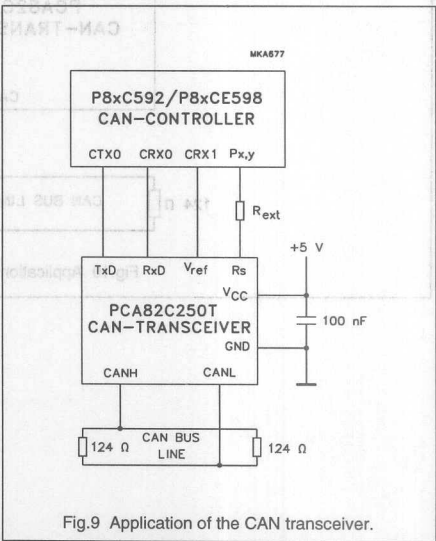 MKA677
P8xC592/P8xCE598
CAN-CONTROLLER
CTX0 CRX0 CRX1 Px,y
Rext
+5 V
TxD RxD Vref Rs
VCC
PCA82C250T
CAN-TRANSCEIVER
100 nF
GND
CANH CANL
124 Ω CAN BUS LINE 124 Ω
Fig.9 Application of the CAN transceiver.